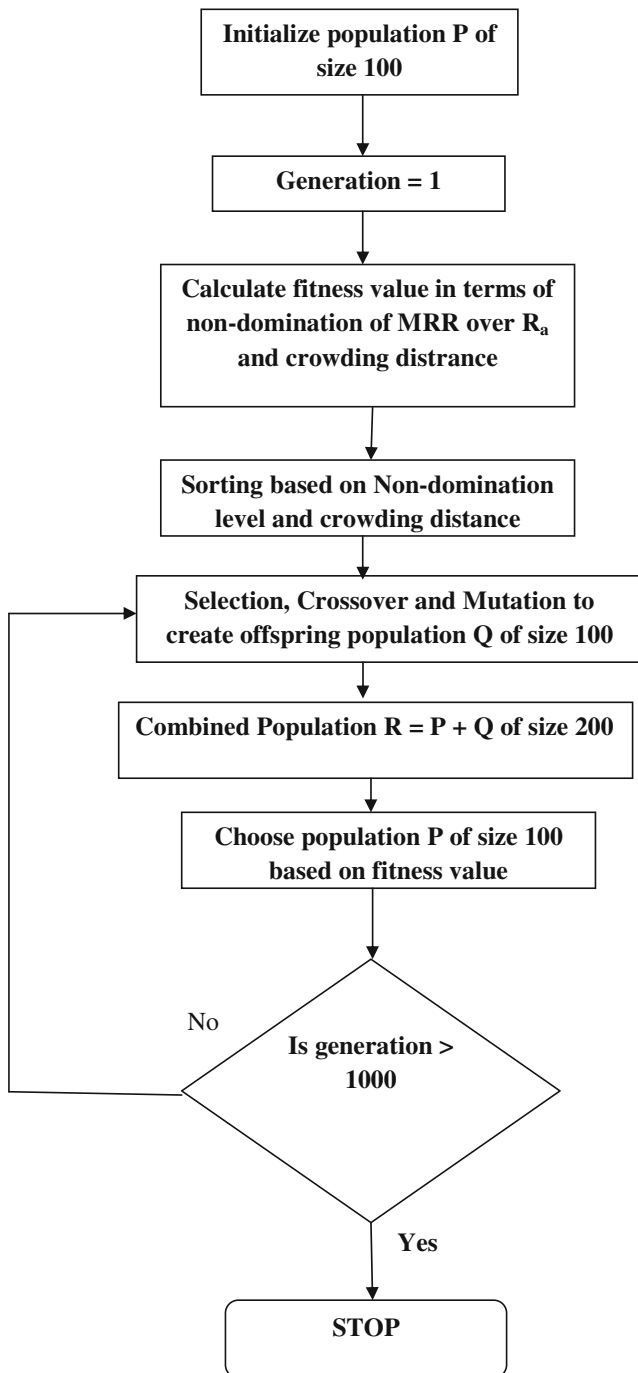 Initialize population P of
size 100
Generation = 1
Calculate fitness value in terms of
non-domination of MRR over Rₐ
and crowding distrance
Sorting based on Non-domination
level and crowding distance
Selection, Crossover and Mutation to
create offspring population Q of size 100
Combined Population R = P + Q of size 200
Choose population P of size 100
based on fitness value
No
Is generation >
1000
Yes
STOP